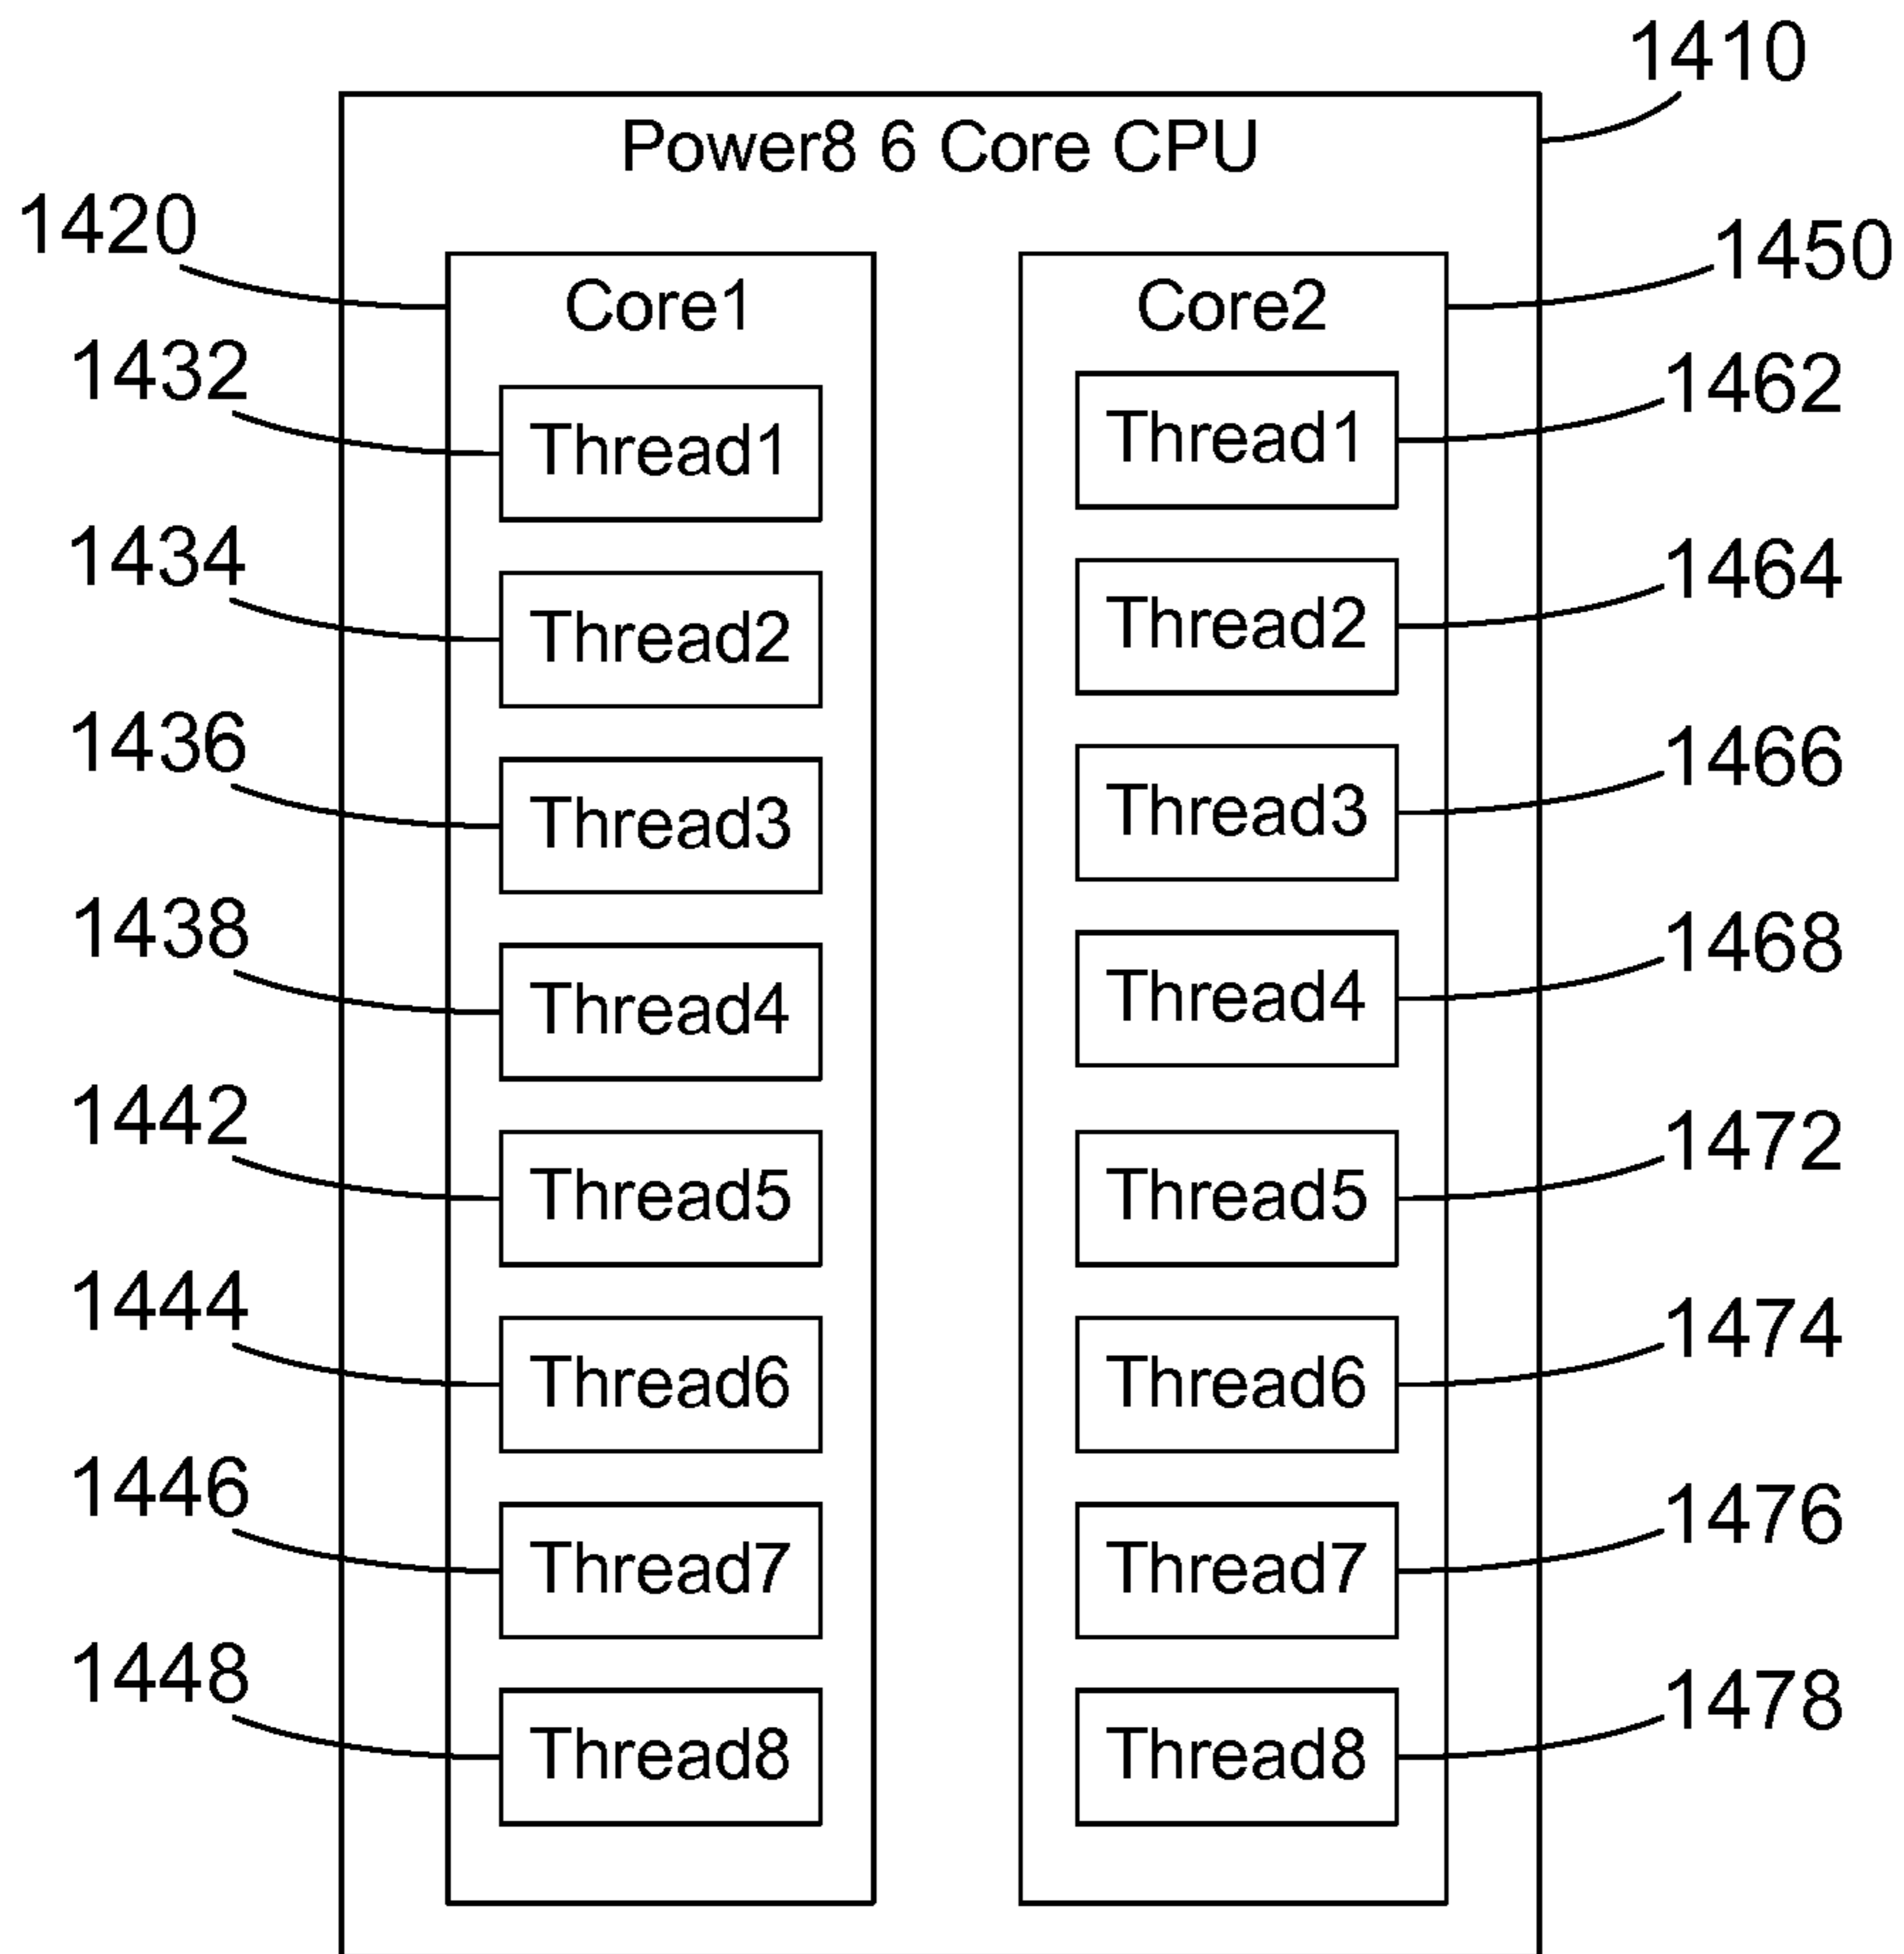 1410
Power8 6 Core CPU
1420
1450
Core1
Core2
1432
Thread1
Thread1
1462
1434
Thread2
Thread2
1464
1436
Thread3
Thread3
1466
1438
Thread4
Thread4
1468
1442
Thread5
Thread5
1472
1444
Thread6
Thread6
1474
1446
Thread7
Thread7
1476
1448
Thread8
Thread8
1478